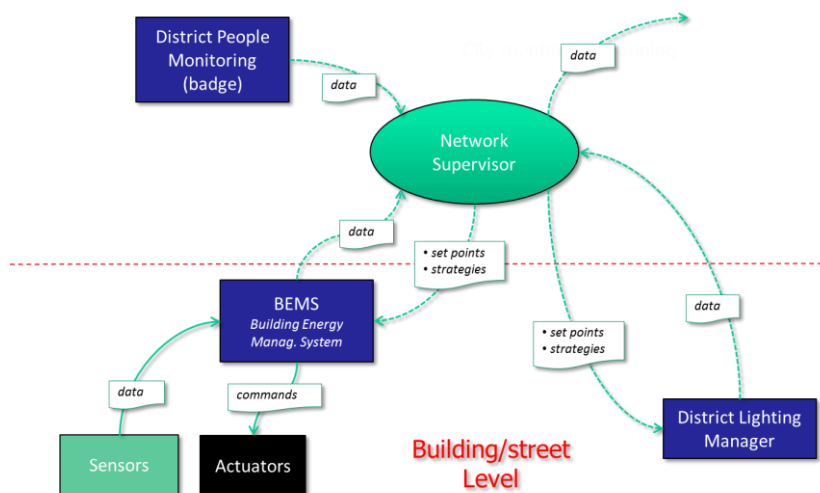 District People
Monitoring
(badge)
data
data
Network
Supervisor
data
• set points
• strategies
BEMS
Building Energy
Manag. System
data
• set points
• strategies
data
commands
District Lighting
Manager
Sensors
Actuators
Building/street
Level